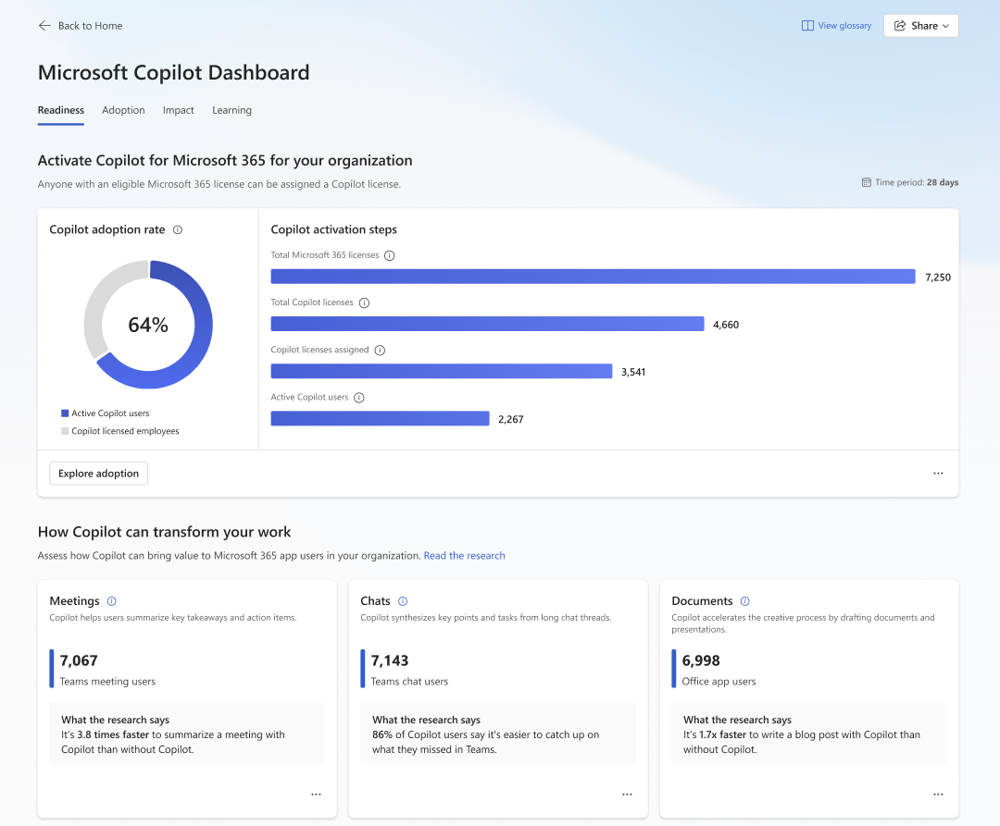 Back to Home
View glossary
Share
Microsoft Copilot Dashboard
Readiness Adoption Impact Learning
Activate Copilot for Microsoft 365 for your organization
Anyone with an eligible Microsoft 365 license can be assigned a Copilot license.
Time period: 28 days
Copilot adoption rate
64%
Active Copilot users
Copilot licensed employees
Copilot activation steps
Total Microsoft 365 licenses
7,250
Total Copilot licenses
4,660
Copilot licenses assigned
3,541
Active Copilot users
2,267
Explore adoption
How Copilot can transform your work
Assess how Copilot can bring value to Microsoft 365 app users in your organization. Read the research
Meetings
Copilot helps users summarize key takeaways and action items.
7,067
Teams meeting users
What the research says
It's 3.8 times faster to summarize a meeting with
Copilot than without Copilot.
Chats
Copilot synthesizes key points and tasks from long chat threads.
7,143
Teams chat users
What the research says
86% of Copilot users say it's easier to catch up on
what they missed in Teams.
Documents
Copilot accelerates the creative process by drafting documents and
presentations.
6,998
Office app users
What the research says
It's 1.7x faster to write a blog post with Copilot than
without Copilot.